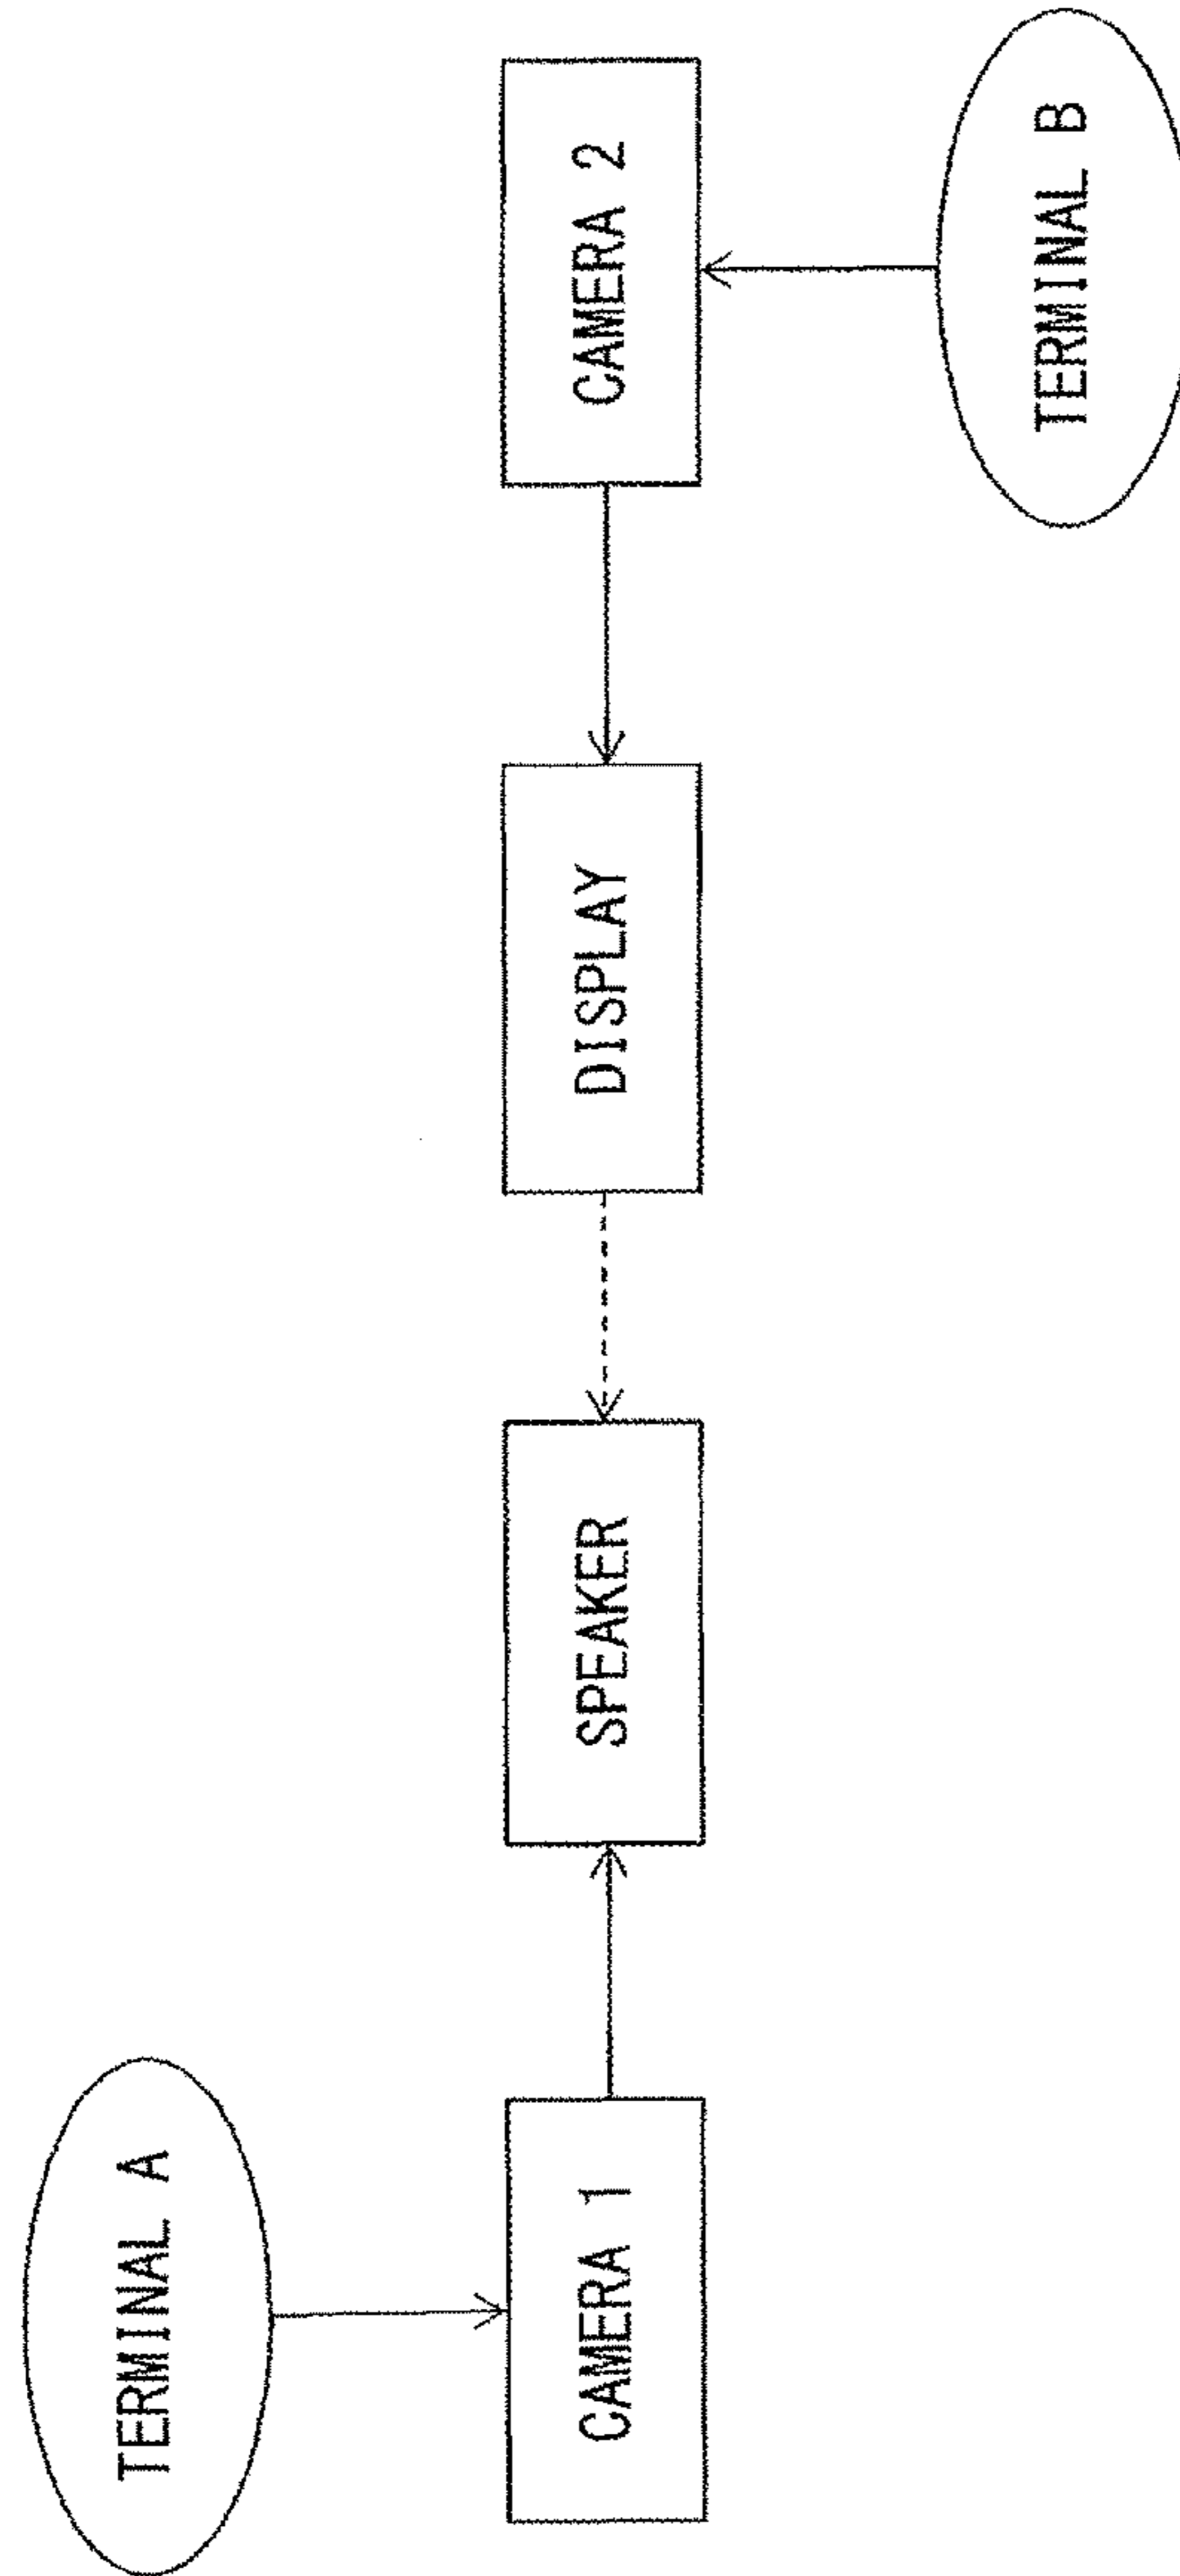 TERMINAL A
CAMERA 1
SPEAKER
DISPLAY
CAMERA 2
TERMINAL B